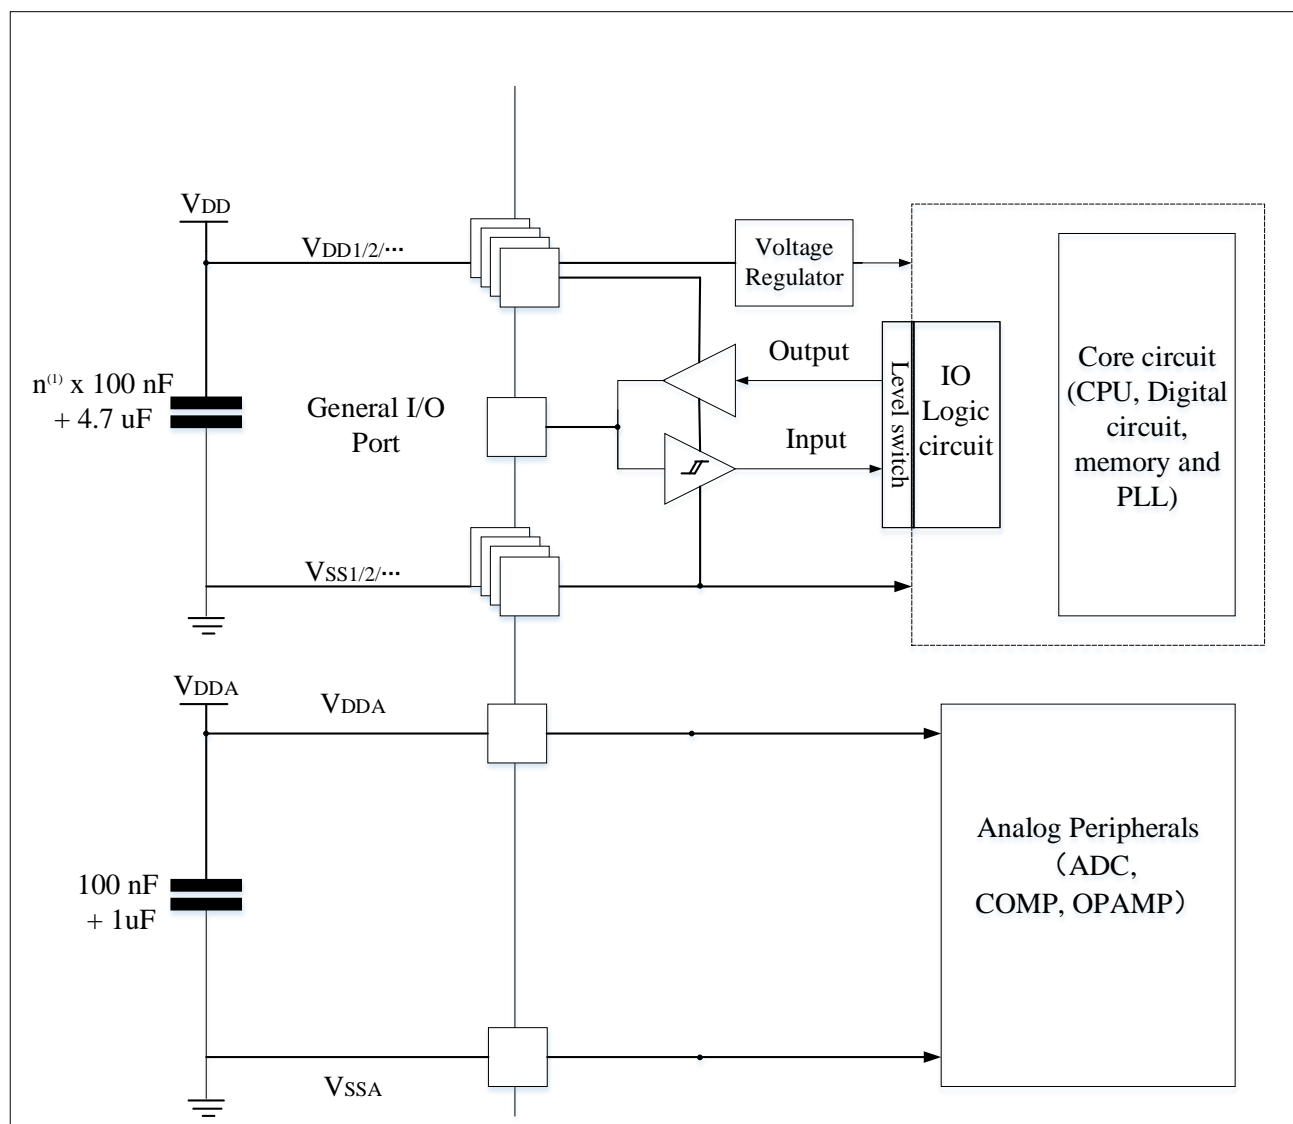 VDD
VDD1/2/···
Voltage
Regulator
n(1) x 100 nF
+ 4.7 uF
General I/O
Port
Output
Input
Level switch
IO
Logic
circuit
Core circuit
(CPU, Digital
circuit,
memory and
PLL)
VSS1/2/···
VDDA
VDDA
100 nF
+ 1uF
Analog Peripherals
（ADC,
COMP, OPAMP）
VSSA